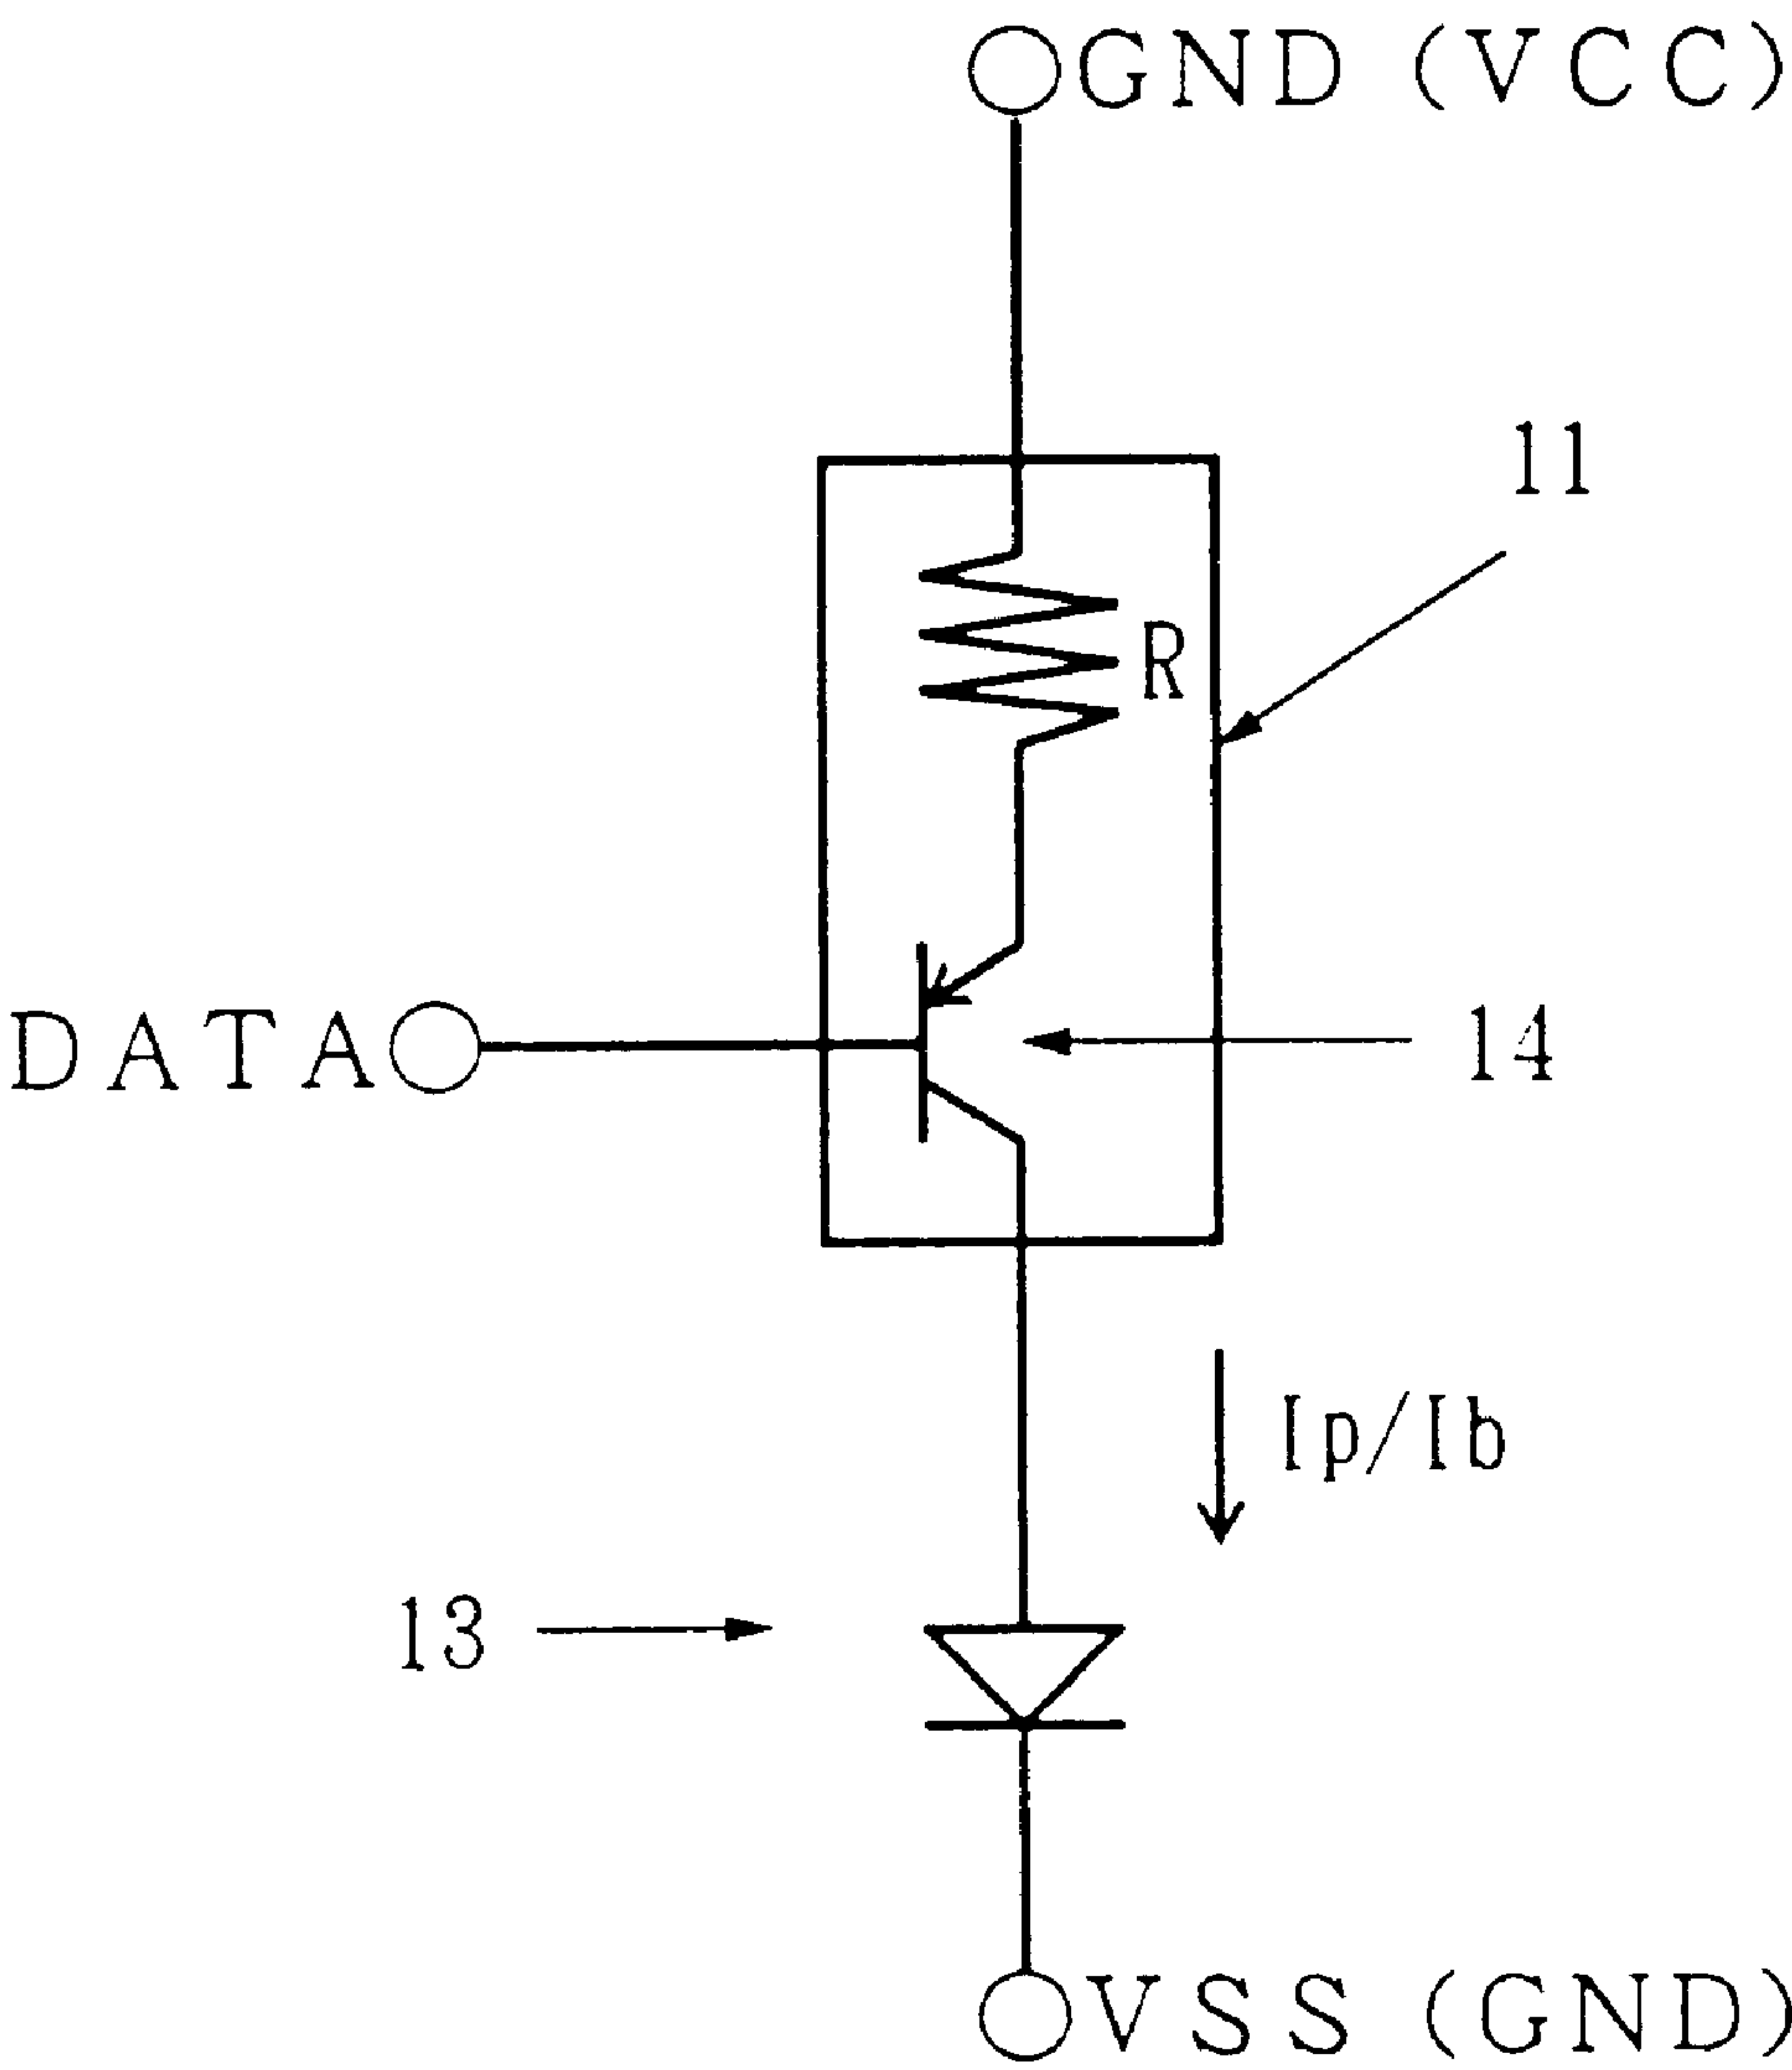 GND (VCC)
11
R
DATA
14
Ip/Ib
13
VSS (GND)